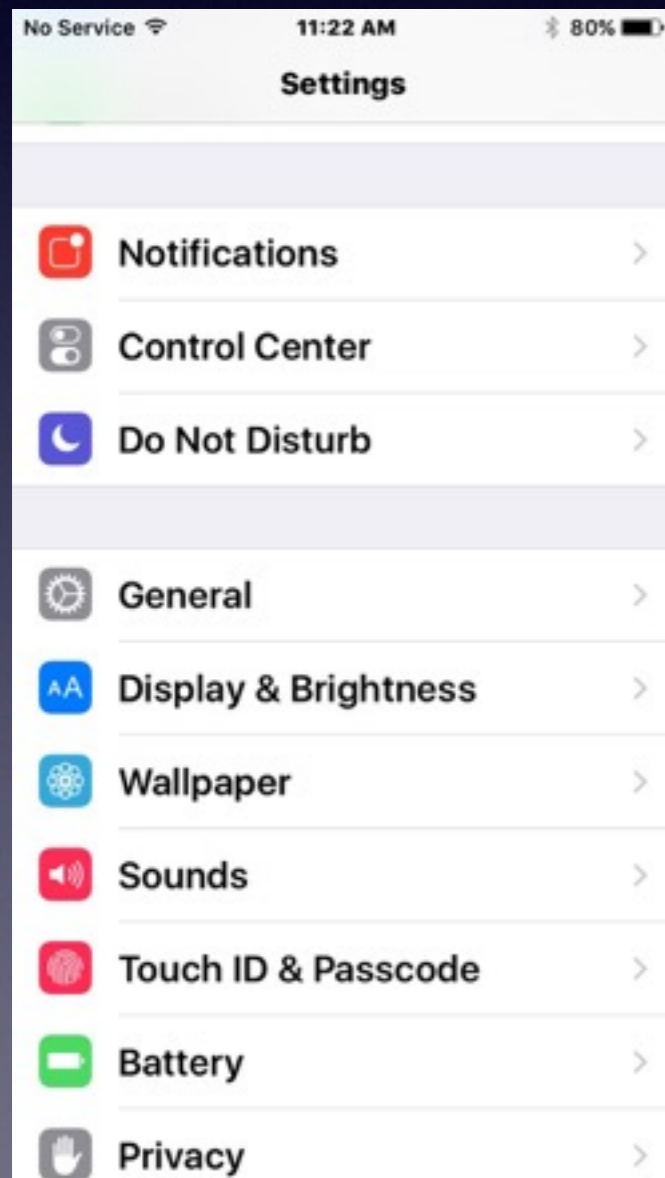 No Service 11:22 AM 80%
Settings
Notifications
Control Center
Do Not Disturb
General
AA Display & Brightness
Wallpaper
Sounds
Touch ID & Passcode
Battery
Privacy